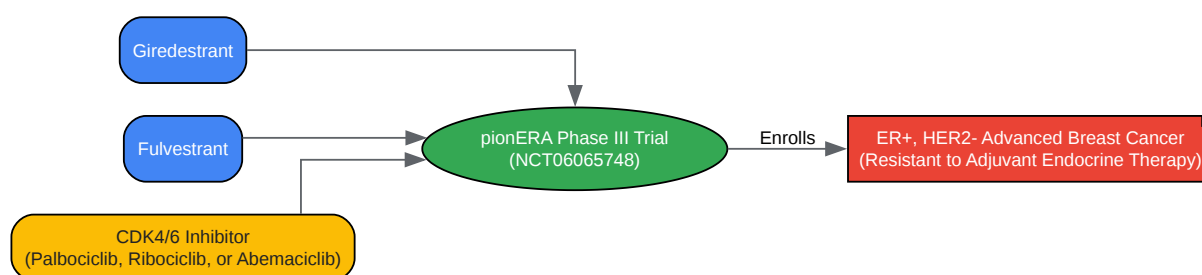 Giredestrant
Fulvestrant
CDK4/6 Inhibitor
(Palbociclib, Ribociclib, or Abemaciclib)
pionERA Phase III Trial
(NCT06065748)
Enrolls
ER+, HER2- Advanced Breast Cancer
(Resistant to Adjuvant Endocrine Therapy)